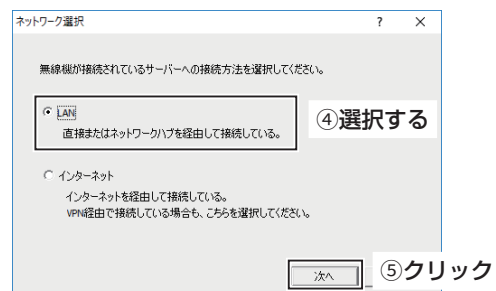 ネットワーク選択 ? ×
無線機が接続されているサーバーへの接続方法を選択してください。
LAN
直接またはネットワークハブを経由して接続している。
④選択する
インターネット
インターネットを経由して接続している。
VPN経由で接続している場合も、こちらを選択してください。
次へ
⑤クリック